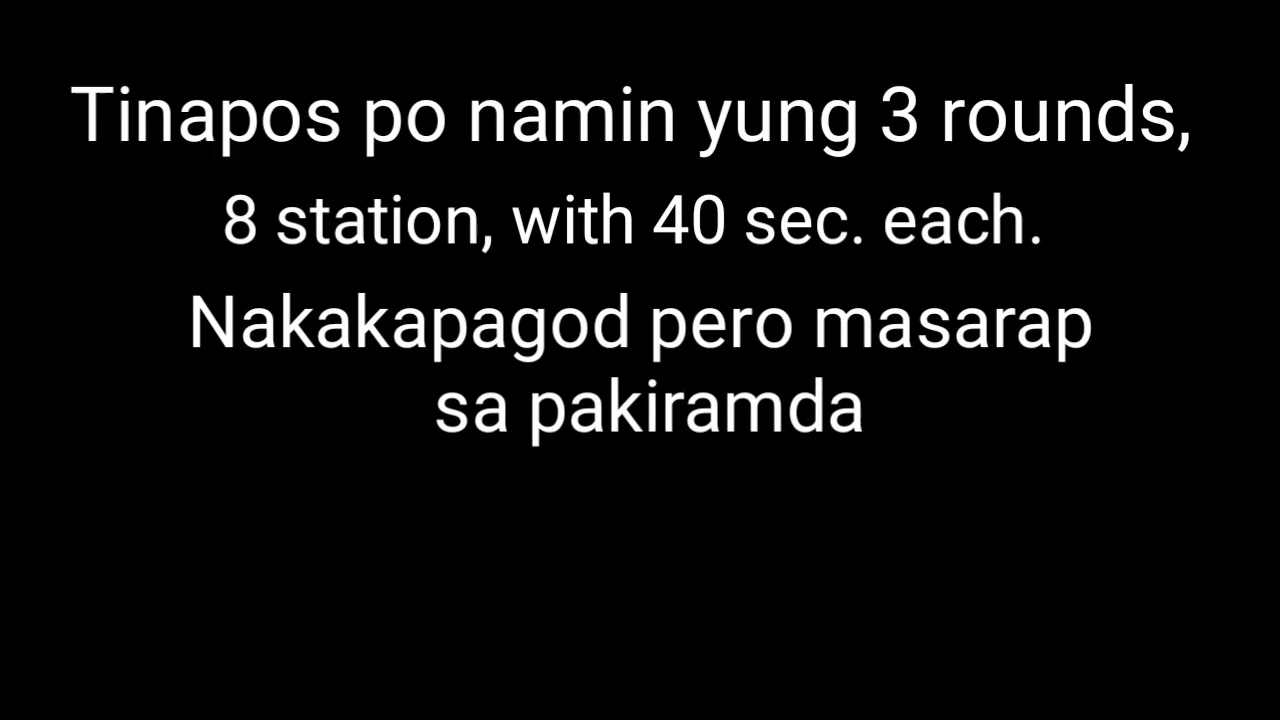 Tinapos po namin yung 3 rounds,
8 station, with 40 sec. each.
Nakakapagod pero masarap
sa pakiramda